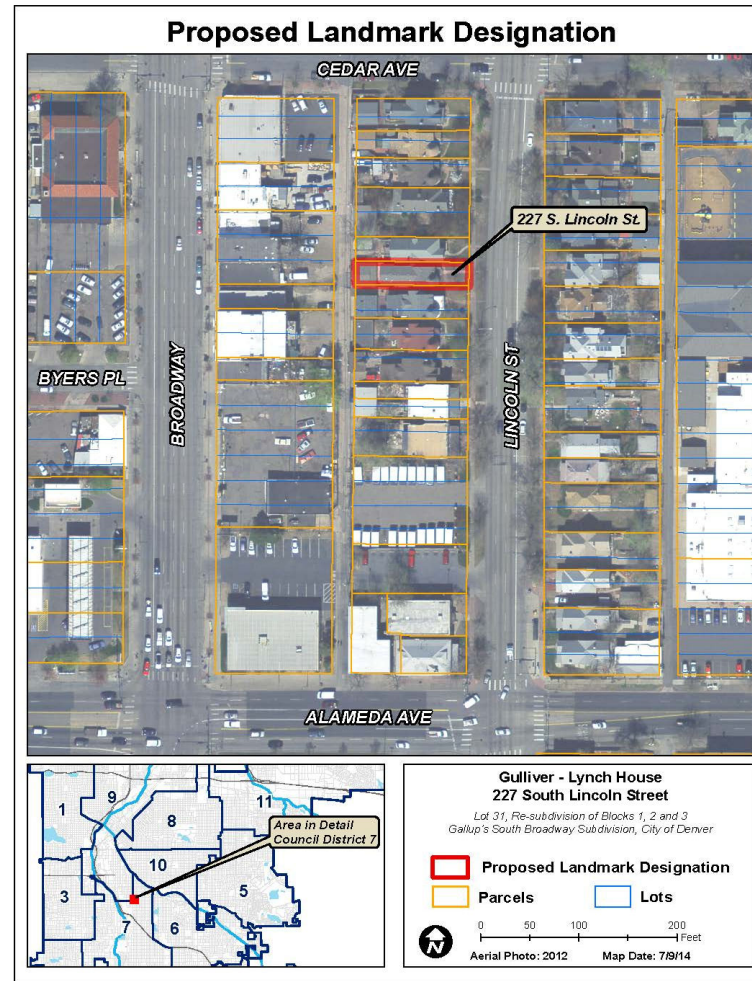 Proposed Landmark Designation
CEDAR AVE
227 S. Lincoln St.
BYERS PL
BROADWAY
LINCOLN ST
ALAMEDA AVE
1
9
8
11
10
3
5
7
6
Area in Detail
Council District 7
Gulliver - Lynch House
227 South Lincoln Street
Lot 31, Re-subdivision of Blocks 1, 2 and 3
Gallup's South Broadway Subdivision, City of Denver
Proposed Landmark Designation
Parcels
Lots
N
0 50 100 200
Feet
Aerial Photo: 2012 Map Date: 7/9/14